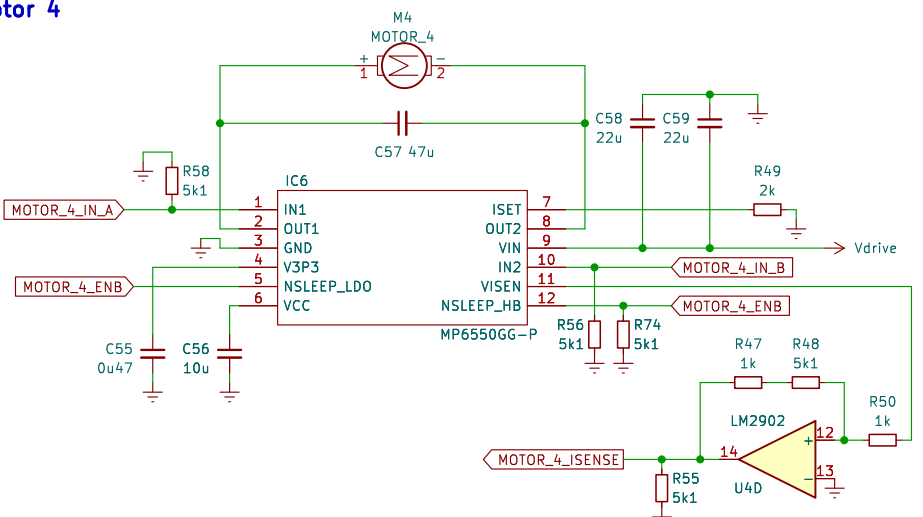 otor 4
M4
MOTOR_4
+
-
1
2
C57 47u
C58
22u
C59
22u
R58
5k1
IC6
R49
2k
MOTOR_4_IN_A
1
IN1
ISET
7
2
OUT1
OUT2
8
3
GND
VIN
9
Vdrive
4
V3P3
IN2
10
MOTOR_4_IN_B
MOTOR_4_ENB
5
NSLEEP_LDO
VISEN
11
6
VCC
NSLEEP_HB
12
MOTOR_4_ENB
MP6550GG-P
R56
5k1
R74
5k1
C55
0u47
C56
10u
R47
1k
R48
5k1
R50
1k
LM2902
+
12
14
-
13
U4D
MOTOR_4_ISENSE
R55
5k1